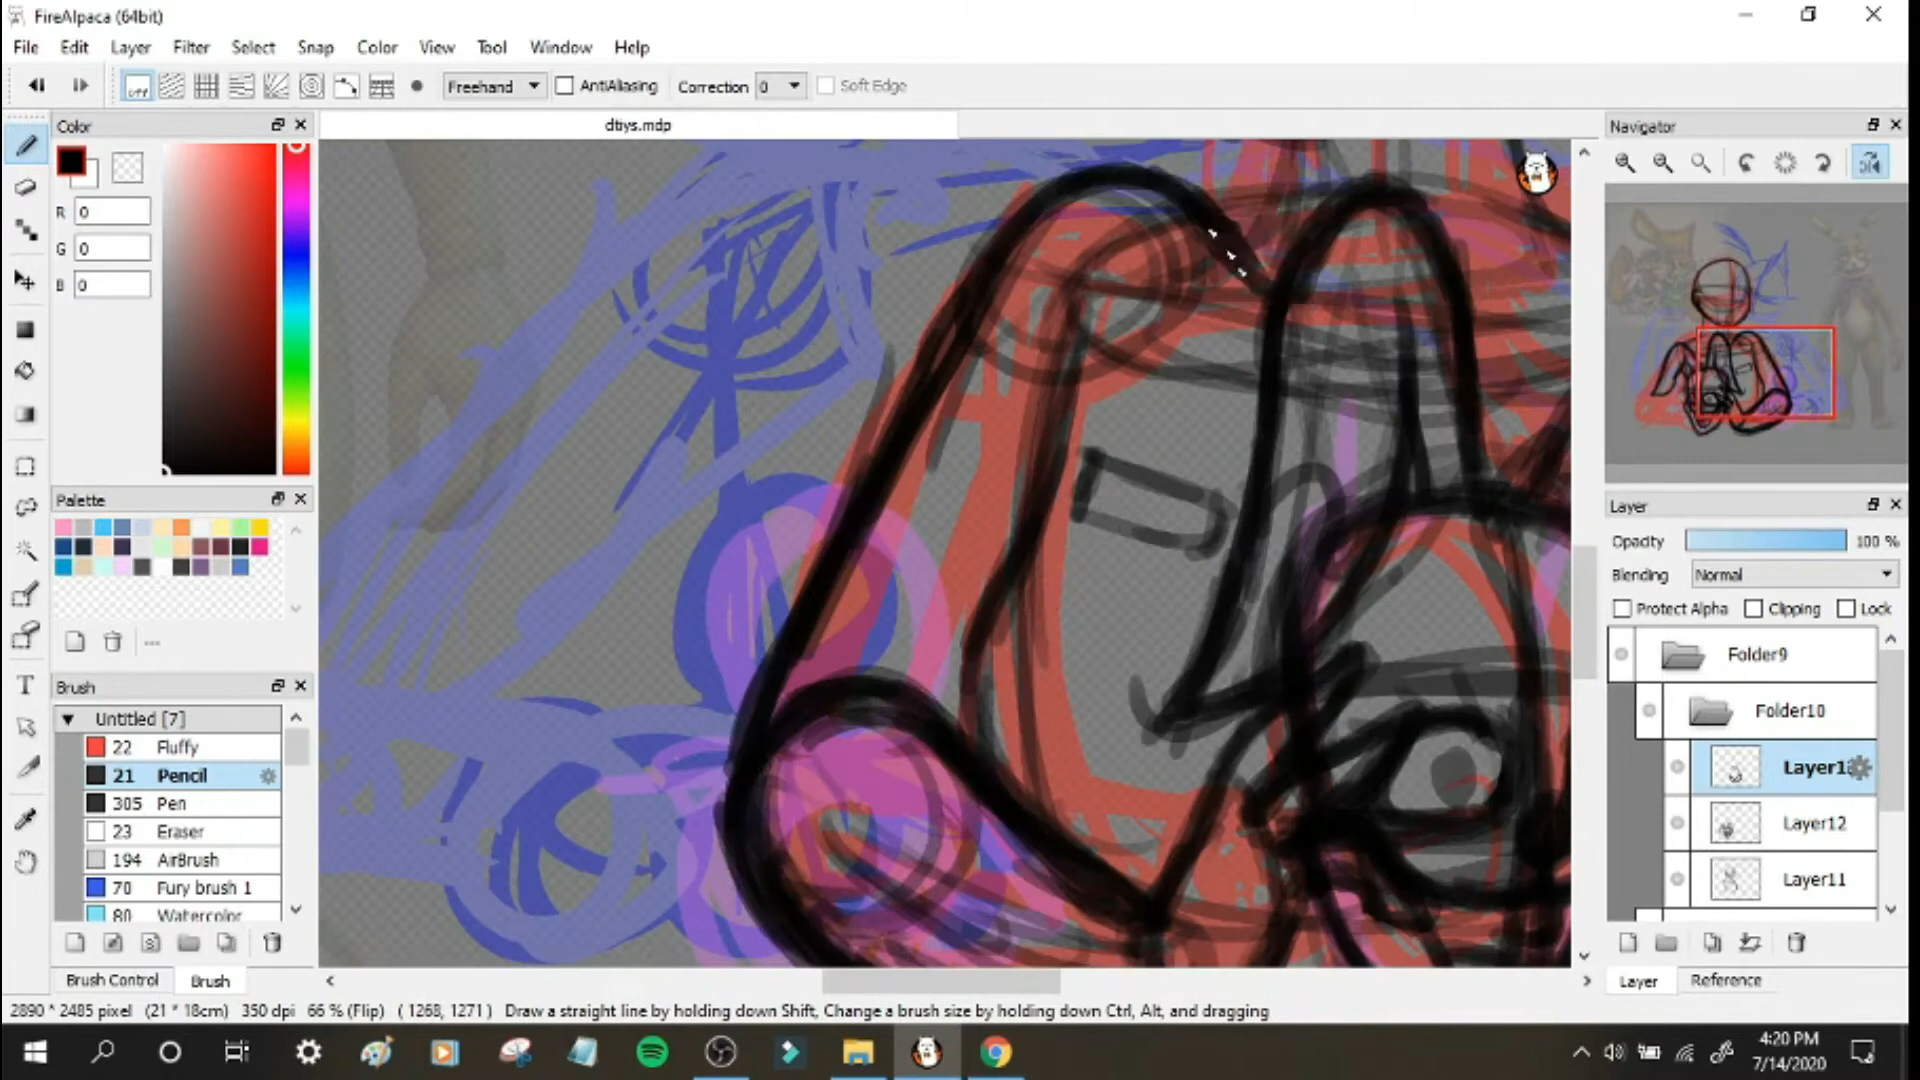 FireAlpaca (64bit)
File Edit Layer Filter Select Snap Color View Tool Window Help
OFF Freehand AntiAliasing Correction 0 Soft Edge
Color
dtiys.mdp
Navigator
R 0
G 0
B 0
Palette
Layer
Opacity 100 %
Blending Normal
Protect Alpha Clipping Lock
Folder9
Folder10
Layer1
Layer12
Layer11
Brush
Untitled [7]
22 Fluffy
21 Pencil
305 Pen
23 Eraser
194 AirBrush
70 Fury brush 1
80 Watercolor
Brush Control Brush
Layer Reference
2890 * 2485 pixel (21 * 18cm) 350 dpi 66 % (Flip) ( 1268, 1271 ) Draw a straight line by holding down Shift, Change a brush size by holding down Ctrl, Alt, and dragging
4:20 PM
7/14/2020